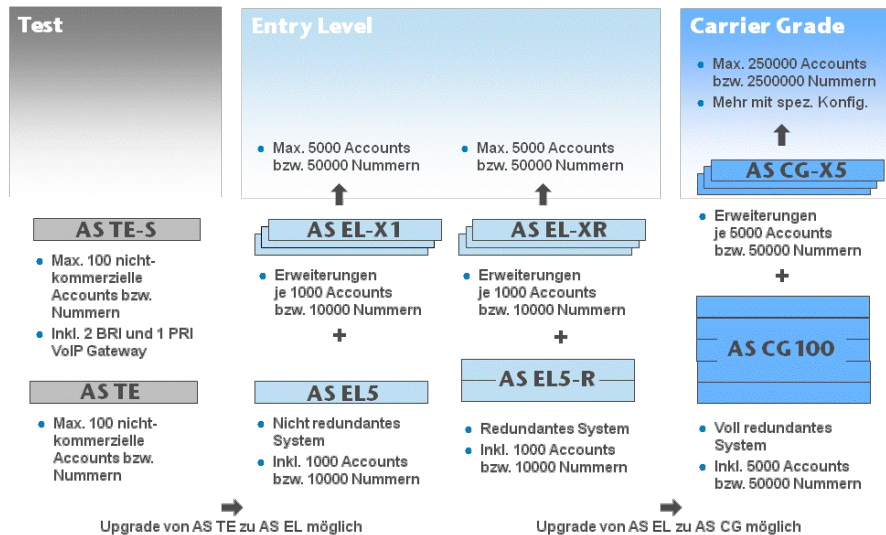 Test
AS TE-S
Max. 100 nicht-
kommerzielle
Accounts bzw.
Nummern
Inkl. 2 BRI und 1 PRI
VoIP Gateway
AS TE
Max. 100 nicht-
kommerzielle
Accounts bzw.
Nummern
Entry Level
Max. 5000 Accounts
bzw. 50000 Nummern
AS EL-X1
Erweiterungen
je 1000 Accounts
bzw. 10000 Nummern
+
AS EL5
Nicht redundantes
System
Inkl. 1000 Accounts
bzw. 10000 Nummern
Max. 5000 Accounts
bzw. 50000 Nummern
AS EL-XR
Erweiterungen
je 1000 Accounts
bzw. 10000 Nummern
+
AS EL5-R
Redundantes System
Inkl. 1000 Accounts
bzw. 10000 Nummern
Carrier Grade
Max. 250000 Accounts
bzw. 2500000 Nummern
Mehr mit spez. Konfig.
AS CG-X5
Erweiterungen
je 5000 Accounts
bzw. 50000 Nummern
+
AS CG100
Voll redundantes
System
Inkl. 5000 Accounts
bzw. 50000 Nummern
Upgrade von AS TE zu AS EL möglich
Upgrade von AS EL zu AS CG möglich